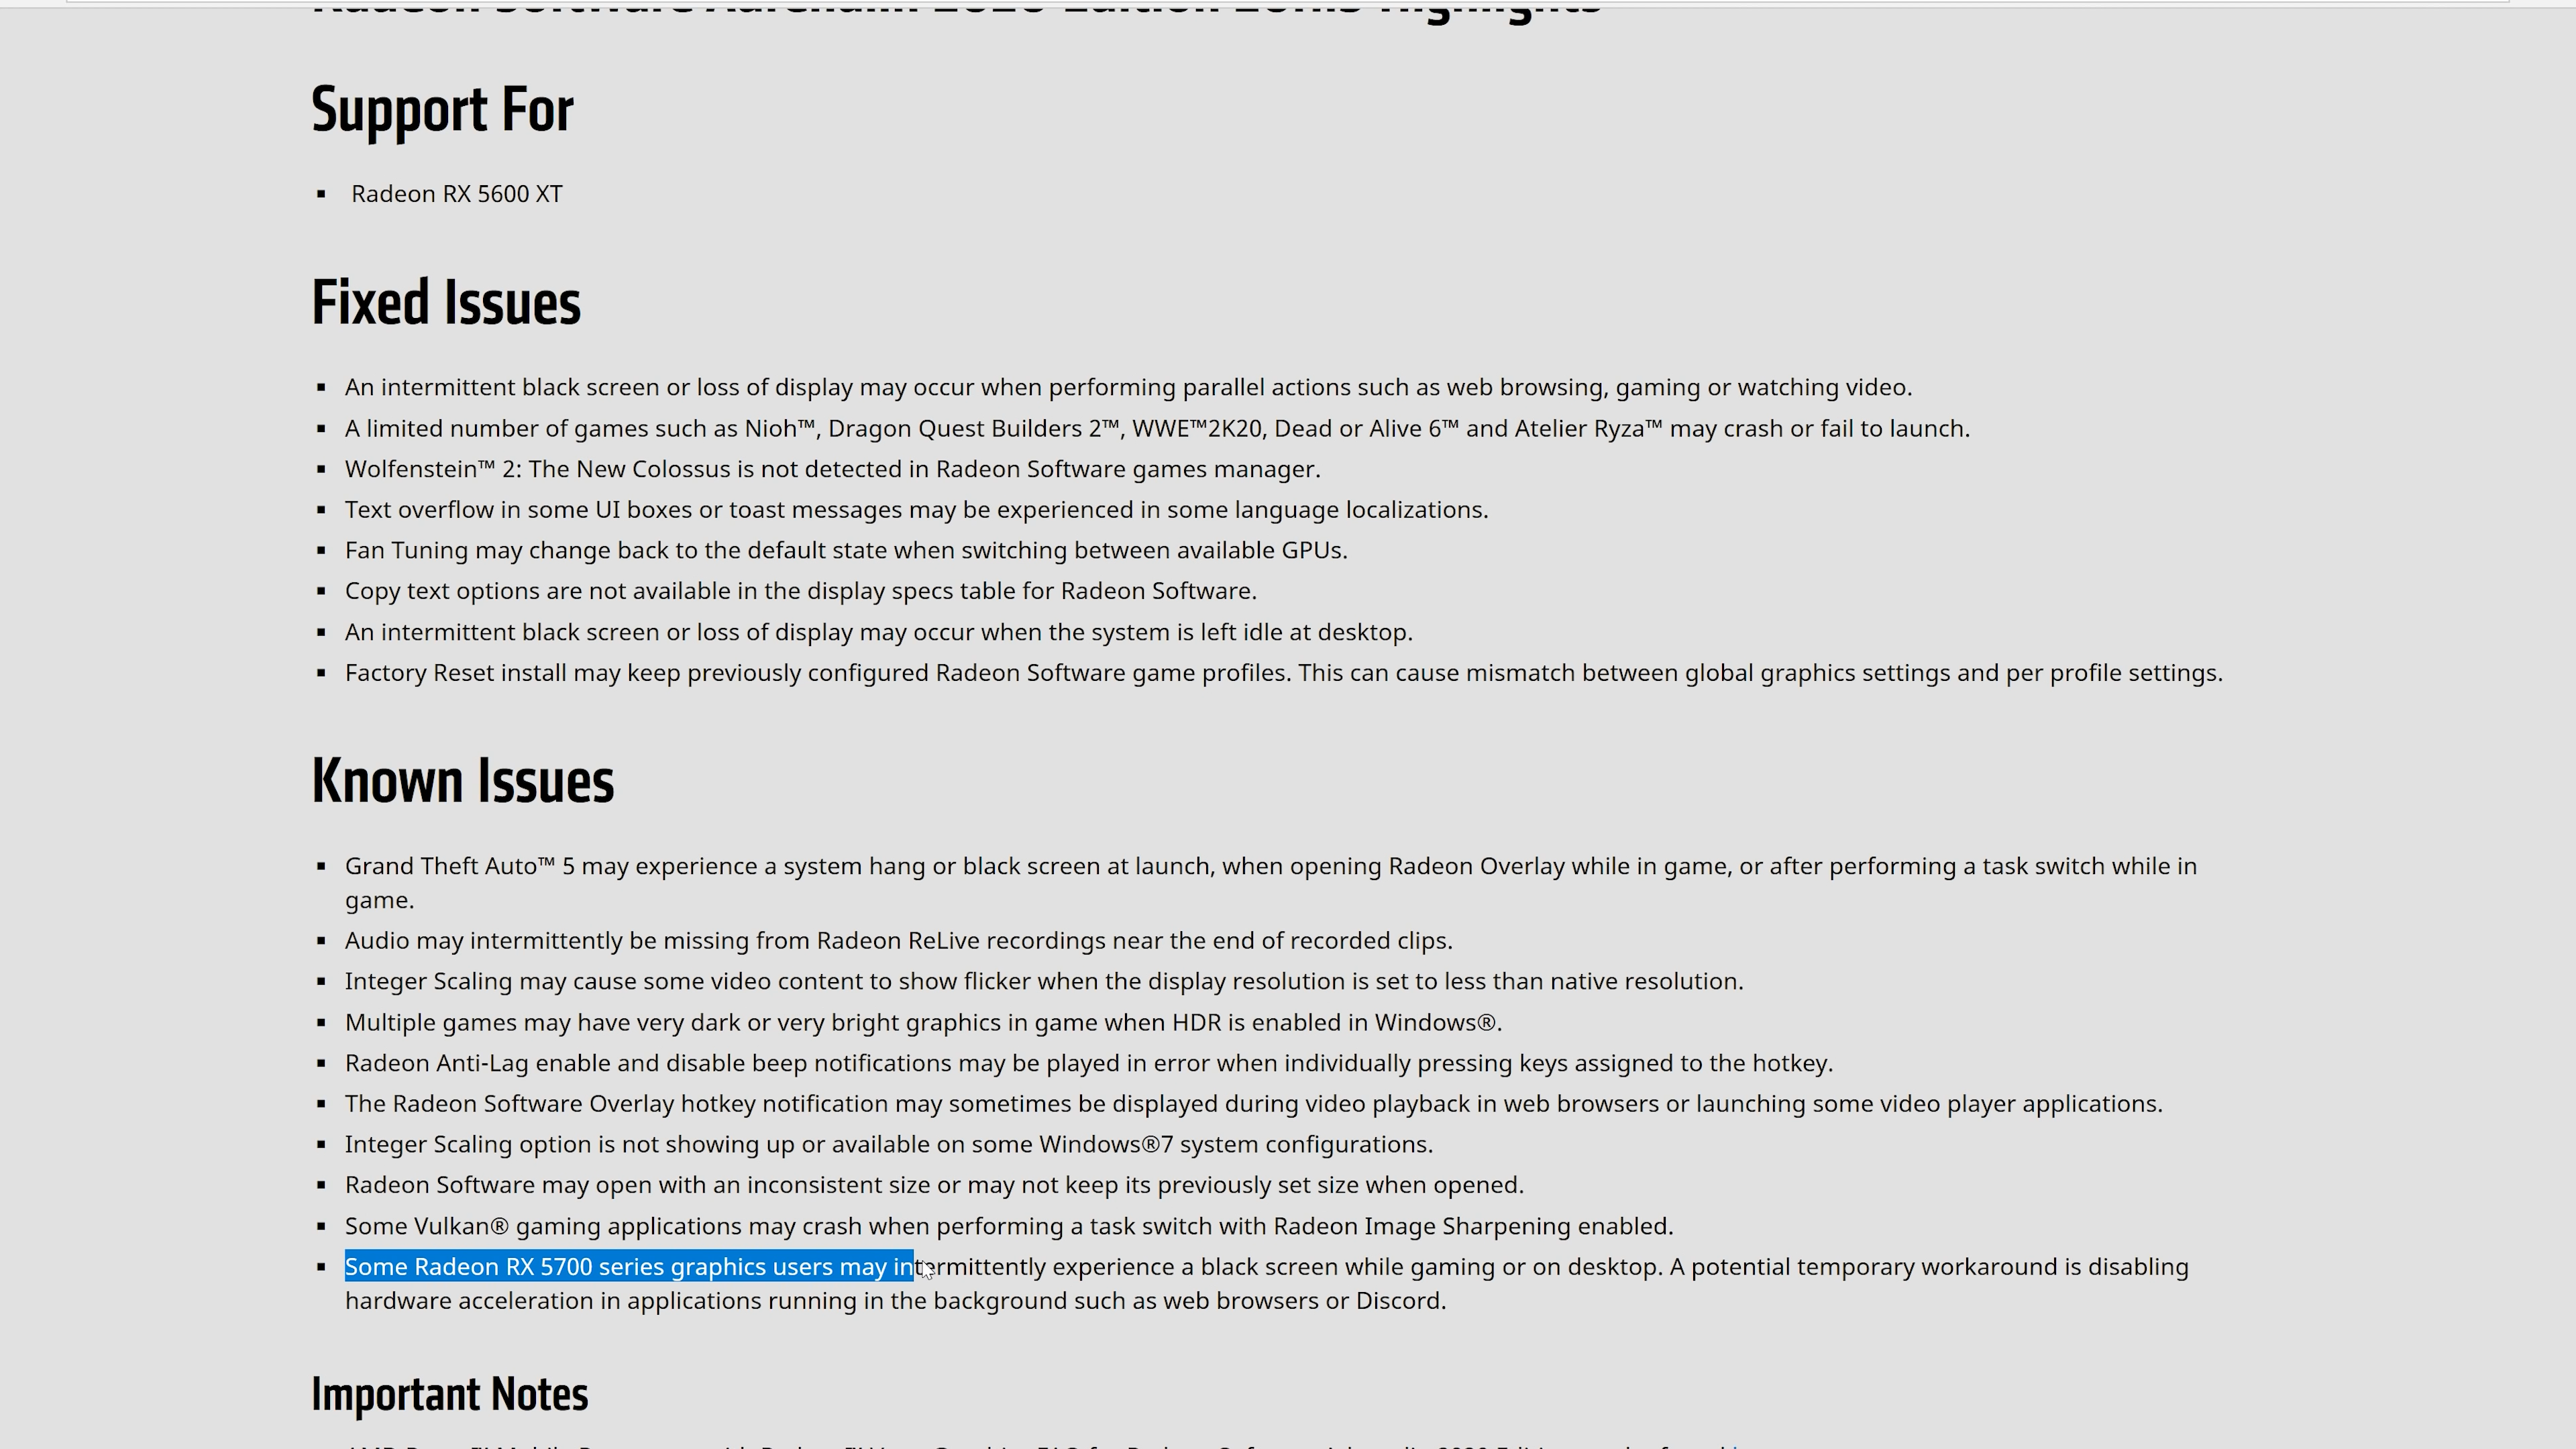 Radeon Software Adrenalin 2020 Edition Highlights
Support For
Radeon RX 5600 XT
Fixed Issues
An intermittent black screen or loss of display may occur when performing parallel actions such as web browsing, gaming or watching video.
A limited number of games such as Nioh™, Dragon Quest Builders 2™, WWE™2K20, Dead or Alive 6™ and Atelier Ryza™ may crash or fail to launch.
Wolfenstein™ 2: The New Colossus is not detected in Radeon Software games manager.
Text overflow in some UI boxes or toast messages may be experienced in some language localizations.
Fan Tuning may change back to the default state when switching between available GPUs.
Copy text options are not available in the display specs table for Radeon Software.
An intermittent black screen or loss of display may occur when the system is left idle at desktop.
Factory Reset install may keep previously configured Radeon Software game profiles. This can cause mismatch between global graphics settings and per profile settings.
Known Issues
Grand Theft Auto™ 5 may experience a system hang or black screen at launch, when opening Radeon Overlay while in game, or after performing a task switch while in
game.
Audio may intermittently be missing from Radeon ReLive recordings near the end of recorded clips.
Integer Scaling may cause some video content to show flicker when the display resolution is set to less than native resolution.
Multiple games may have very dark or very bright graphics in game when HDR is enabled in Windows®.
Radeon Anti-Lag enable and disable beep notifications may be played in error when individually pressing keys assigned to the hotkey.
The Radeon Software Overlay hotkey notification may sometimes be displayed during video playback in web browsers or launching some video player applications.
Integer Scaling option is not showing up or available on some Windows®7 system configurations.
Radeon Software may open with an inconsistent size or may not keep its previously set size when opened.
Some Vulkan® gaming applications may crash when performing a task switch with Radeon Image Sharpening enabled.
Some Radeon RX 5700 series graphics users may intermittently experience a black screen while gaming or on desktop. A potential temporary workaround is disabling
hardware acceleration in applications running in the background such as web browsers or Discord.
Important Notes